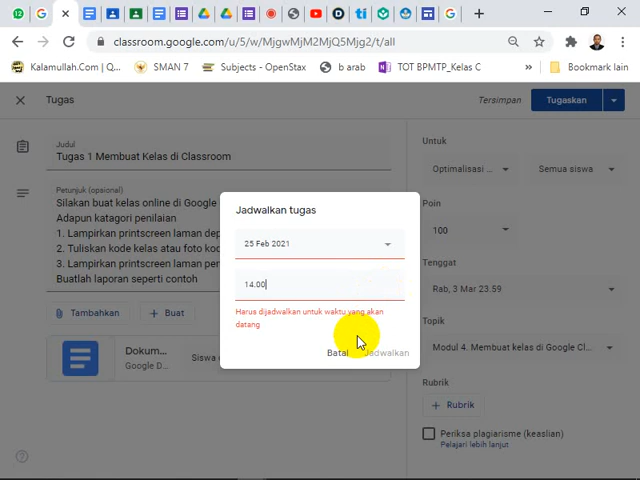 classroom.google.com/u/5/w/MjgwMjM2MjQ5Mjg2/t/all
Kalamullah.Com | Q...
SMAN 7
Subjects - OpenStax
b arab
TOT BPMTP_Kelas C
»
Bookmark lain
Tugas
Tersimpan
Tugaskan
Judul
Tugas 1 Membuat Kelas di Classroom
Petunjuk (opsional)
Silakan buat kelas online di Google
Adapun katagori penilaian
1. Lampirkan printscreen laman dep
2. Tuliskan kode kelas atau foto kod
3. Lampirkan printscreen laman pen
Buatlah laporan seperti contoh
Tambahkan
Buat
Dokum...
Google D...
Siswa
Jadwalkan tugas
25 Feb 2021
14.00
Harus dijadwalkan untuk waktu yang akan
datang
Batal
Jadwalkan
Untuk
Optimalisasi ...
Semua siswa
Poin
100
Tenggat
Rab, 3 Mar 23.59
Topik
Modul 4. Membuat kelas di Google Cl...
Rubrik
Rubrik
Periksa plagiarisme (keaslian)
Pelajari lebih lanjut